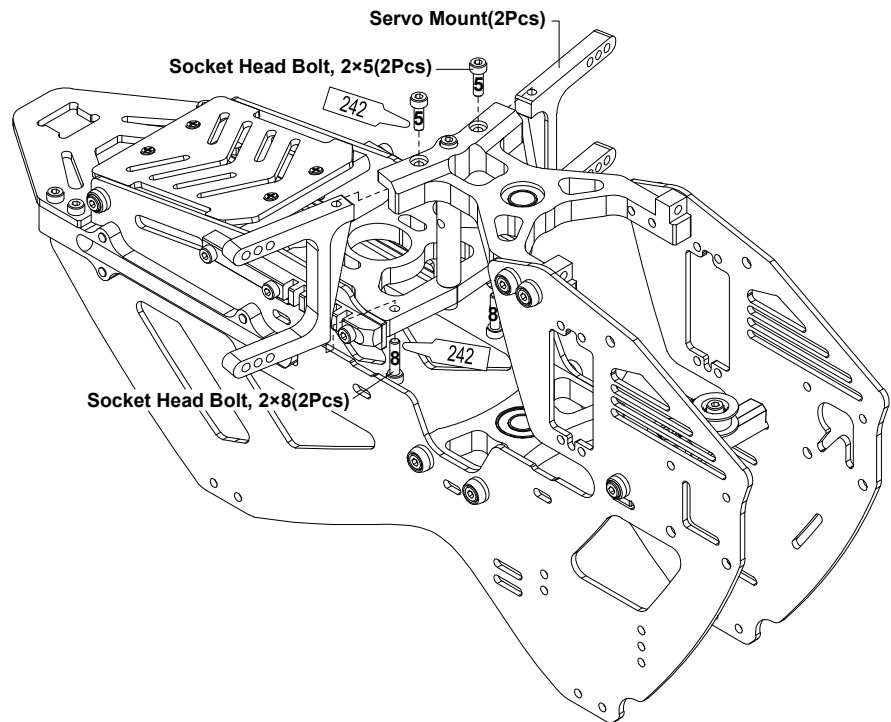 Servo Mount(2Pcs)
Socket Head Bolt, 2×5(2Pcs)
5
242
5
8
242
8
Socket Head Bolt, 2×8(2Pcs)